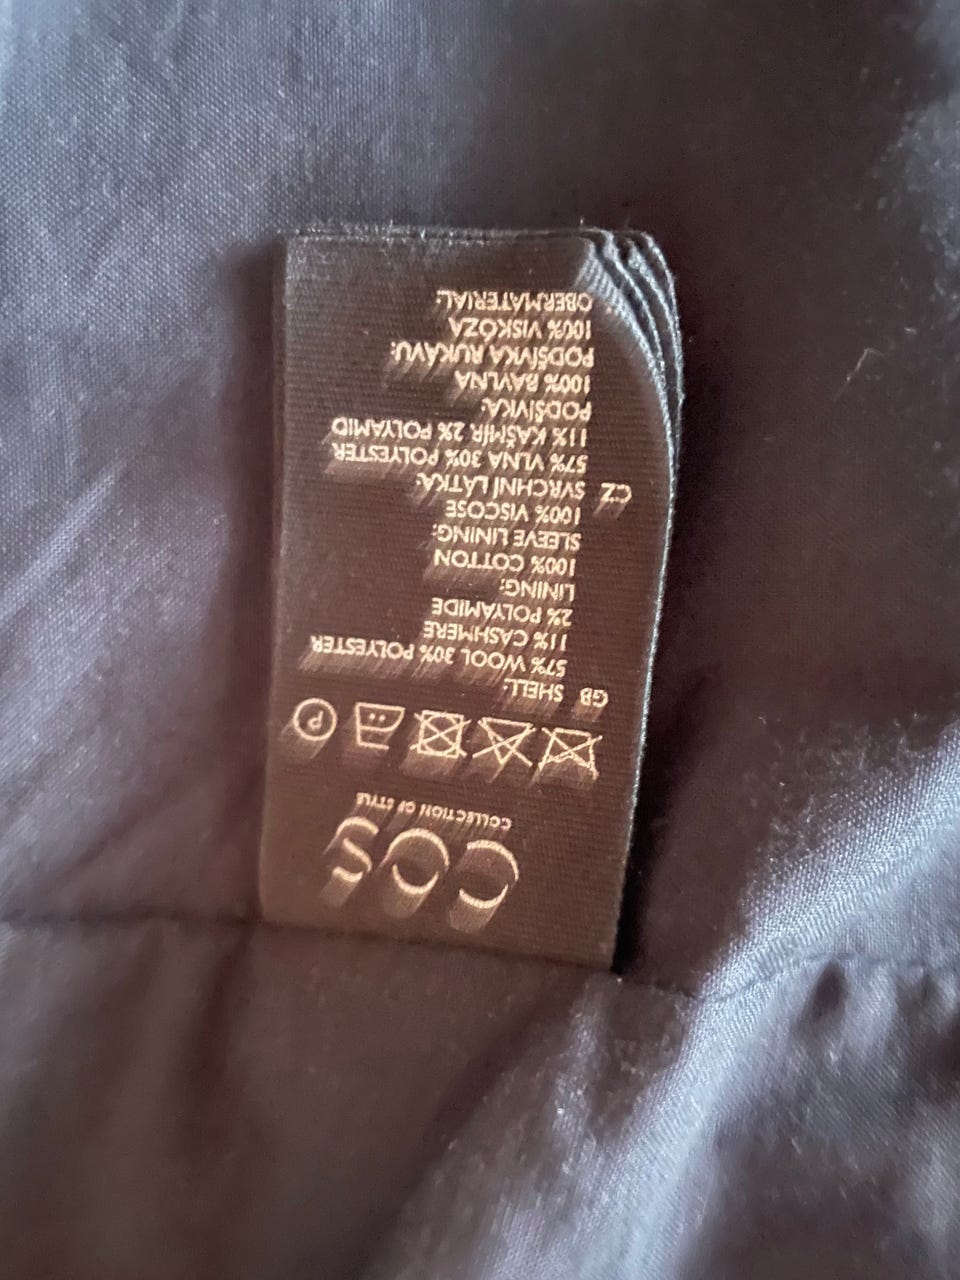 COS
COLLECTION OF STYLE
P
GB SHELL:
57% WOOL 30% POLYESTER
11% CASHMERE
2% POLYAMIDE
LINING:
100% COTTON
SLEEVE LINING:
100% VISCOSE
CZ SVRCHNÍ LÁTKA:
57% VLNA 30% POLYESTER
11% KAŠMÍR 2% POLYAMID
PODŠÍVKA:
100% BAVLNA
PODŠÍVKA RUKÁVU:
100% VISKÓZA
OBERMATERIAL: